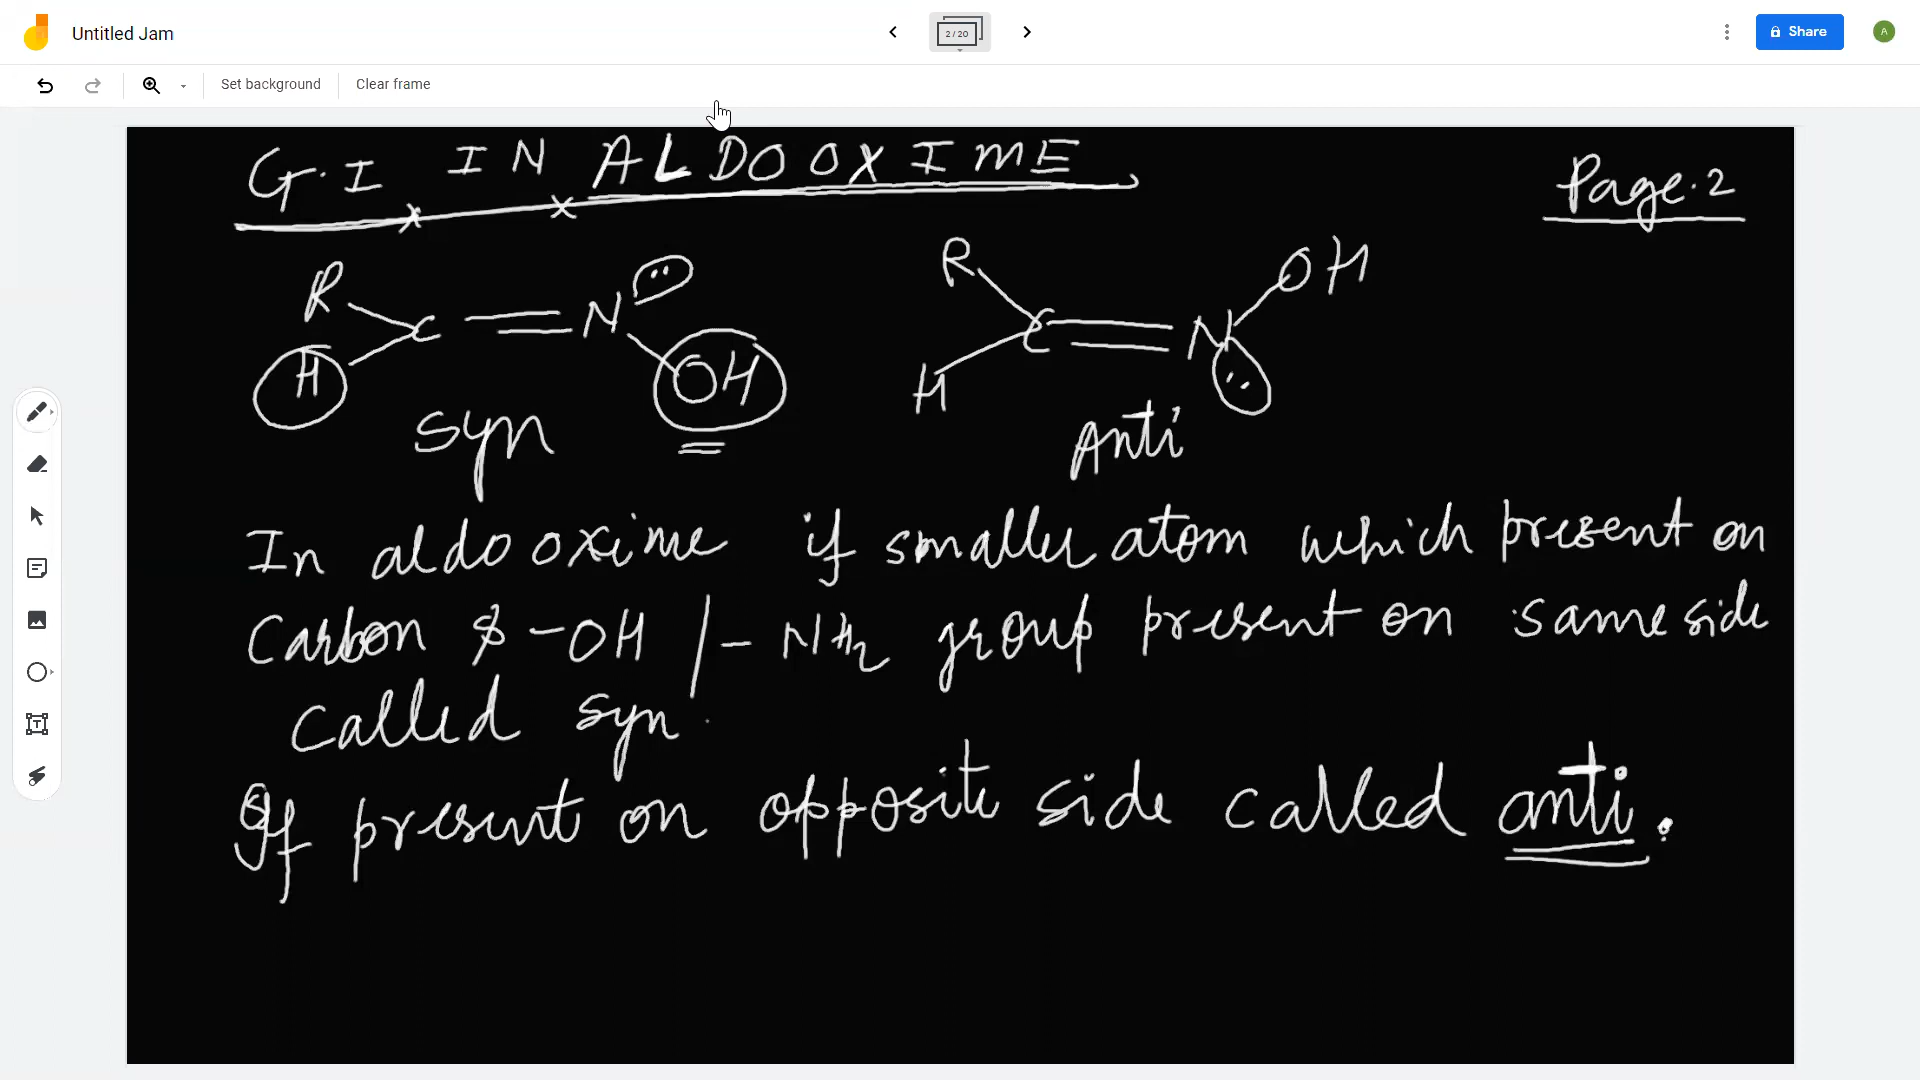 Untitled Jam
2 / 20
Share
A
Set background
Clear frame
G.I IN ALDOOXIME
Page.2
R
C = N
H
OH
Syn
R
C = N
OH
H
Anti
In aldooxime if smaller atom which present on
Carbon & -OH / - NH2 group present on same side
called syn.
If present on opposite side called anti.